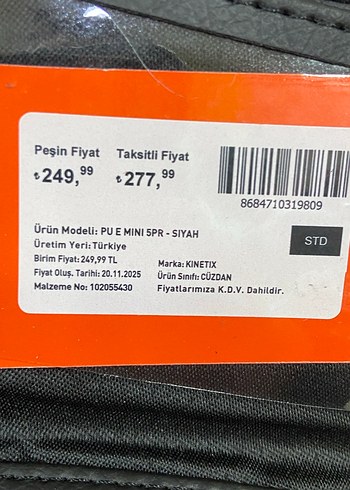 Peşin Fiyat Taksitli Fiyat
₺249,99 ₺277,99
8684710319809
Ürün Modeli: PU E MINI 5PR - SIYAH
STD
Üretim Yeri: Türkiye
Birim Fiyat: 249,99 TL Marka: KINETIX
Fiyat Oluş. Tarihi: 20.11.2025 Ürün Sınıfı: CÜZDAN
Malzeme No: 102055430 Fiyatlarımıza K.D.V. Dahildir.